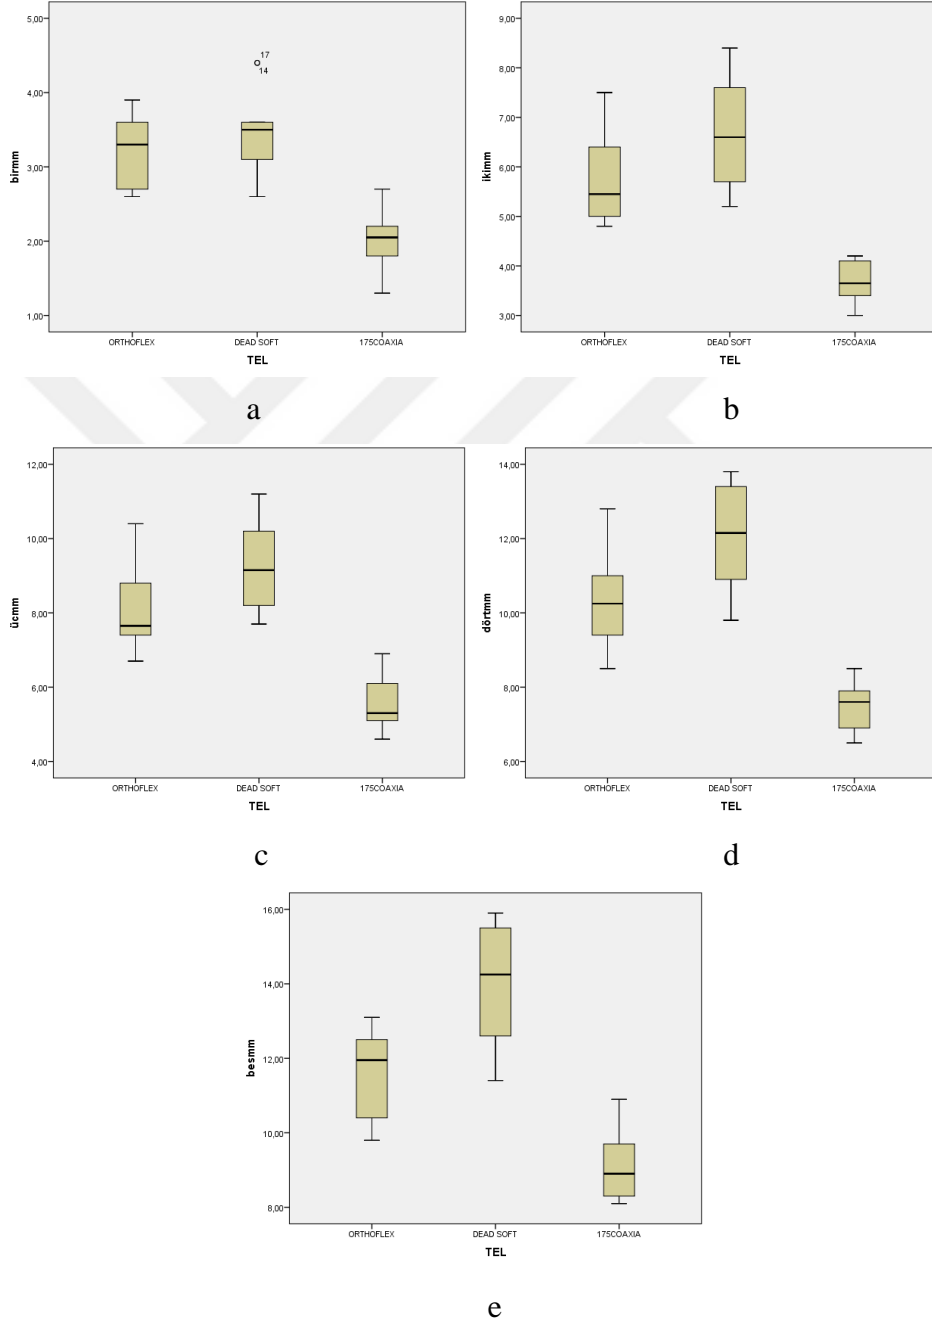 5,00
4,00
3,00
2,00
1,00
birmm
17
14
ORTHOFLEX DEAD SOFT 175COAXIA
TEL
a
9,00
8,00
7,00
6,00
5,00
4,00
3,00
ikimm
ORTHOFLEX DEAD SOFT 175COAXIA
TEL
b
12,00
10,00
8,00
6,00
4,00
ücmm
ORTHOFLEX DEAD SOFT 175COAXIA
TEL
c
14,00
12,00
10,00
8,00
6,00
dörtmm
ORTHOFLEX DEAD SOFT 175COAXIA
TEL
d
16,00
14,00
12,00
10,00
8,00
besmm
ORTHOFLEX DEAD SOFT 175COAXIA
TEL
e